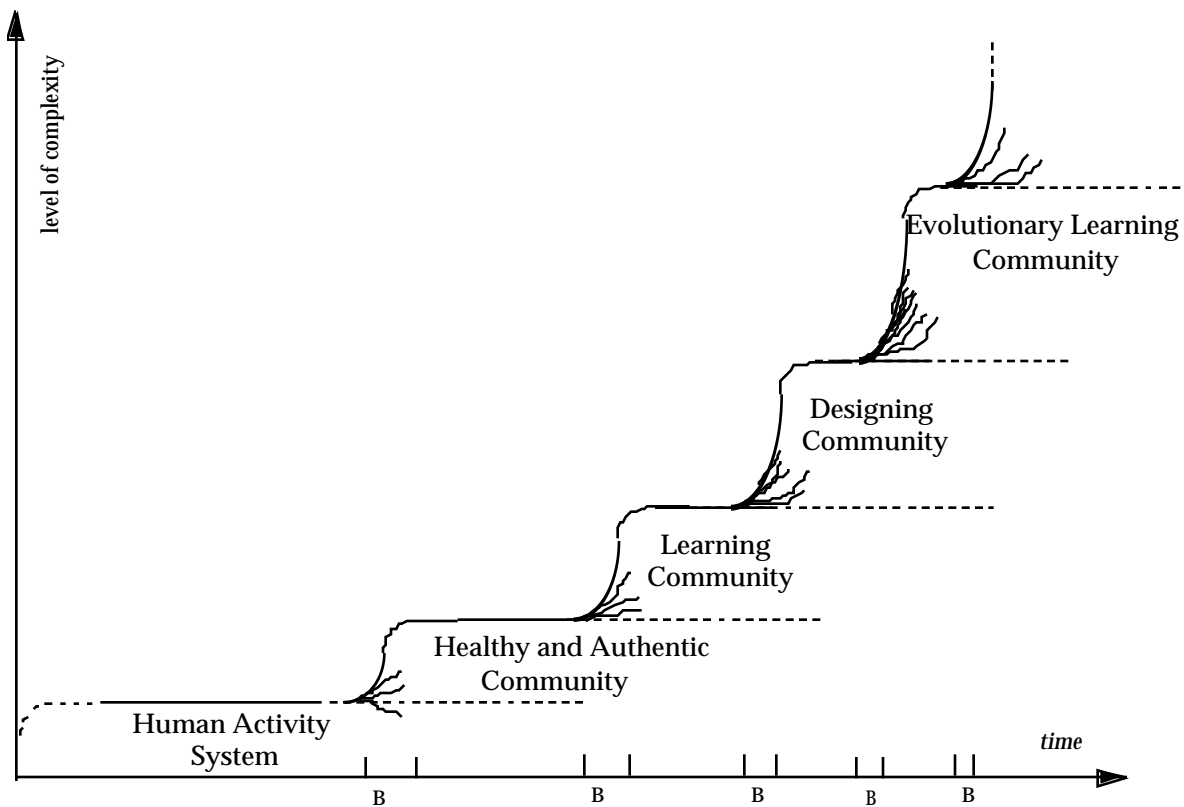 level of complexity
Evolutionary Learning
Community
Designing
Community
Learning
Community
Healthy and Authentic
Community
Human Activity
System
time
B
B
B
B
B